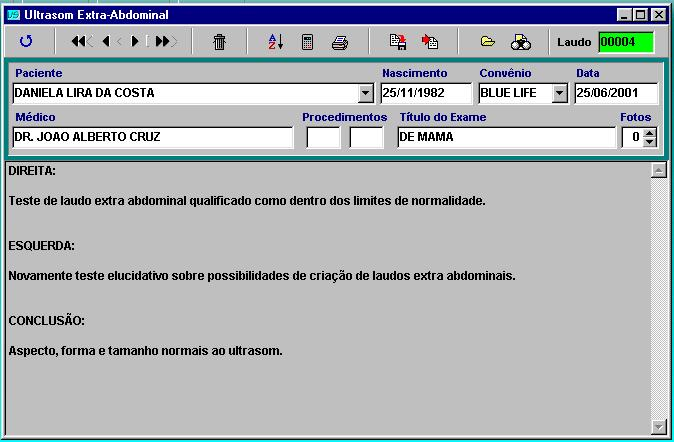 Ultrasom Extra-Abdominal
Laudo 00004
Paciente Nascimento Convênio Data
DANIELA LIRA DA COSTA 25/11/1982 BLUE LIFE 25/06/2001
Médico Procedimentos Título do Exame Fotos
DR. JOAO ALBERTO CRUZ DE MAMA 0
DIREITA:
Teste de laudo extra abdominal qualificado como dentro dos limites de normalidade.
ESQUERDA:
Novamente teste elucidativo sobre possibilidades de criação de laudos extra abdominais.
CONCLUSÃO:
Aspecto, forma e tamanho normais ao ultrasom.